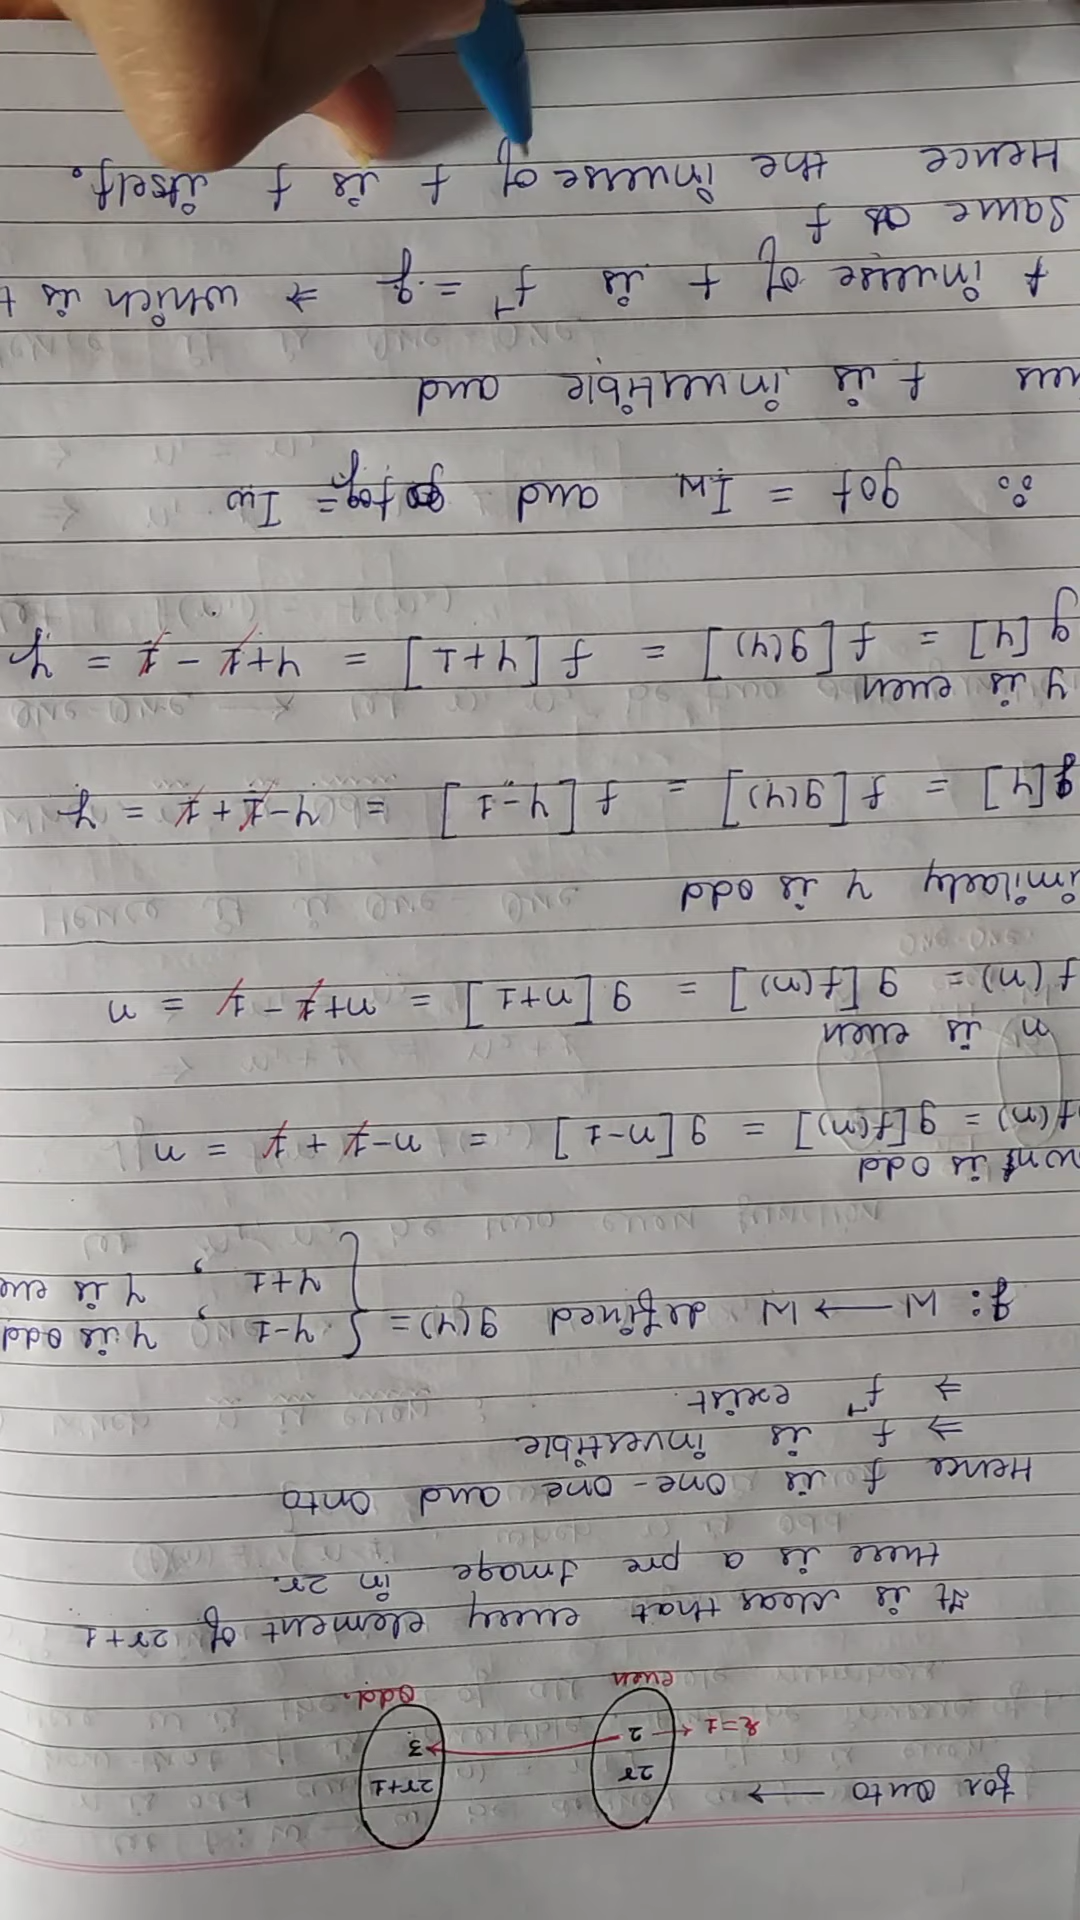 for onto →
2r 2r+1
r=1 → 2 3
even odd.
It is clear that every element of 2r+1
there is a pre Image in 2r.
Hence f is one-one and onto
⇒ f is invertible
⇒ f⁻¹ exist.
g: W → W defined g(y) = { y-1 , y is odd
y+1 , y is eve
n is odd
f(n) = g[f(n)] = g[n-1] = n-1+1 = n
n is even
f(n) = g[f(n)] = g[n+1] = n+1-1 = n
imilarly y is odd
g[y] = f[g(y)] = f[y-1] = y-1+1 = y
y is even
g[y] = f[g(y)] = f[y+1] = y+1-1 = y
∴ gof = Iw and fog = Iw
f is invertible and
inverse of f is f⁻¹ = g ⇒ which is t
same as f
Hence the inverse of f is f itself.